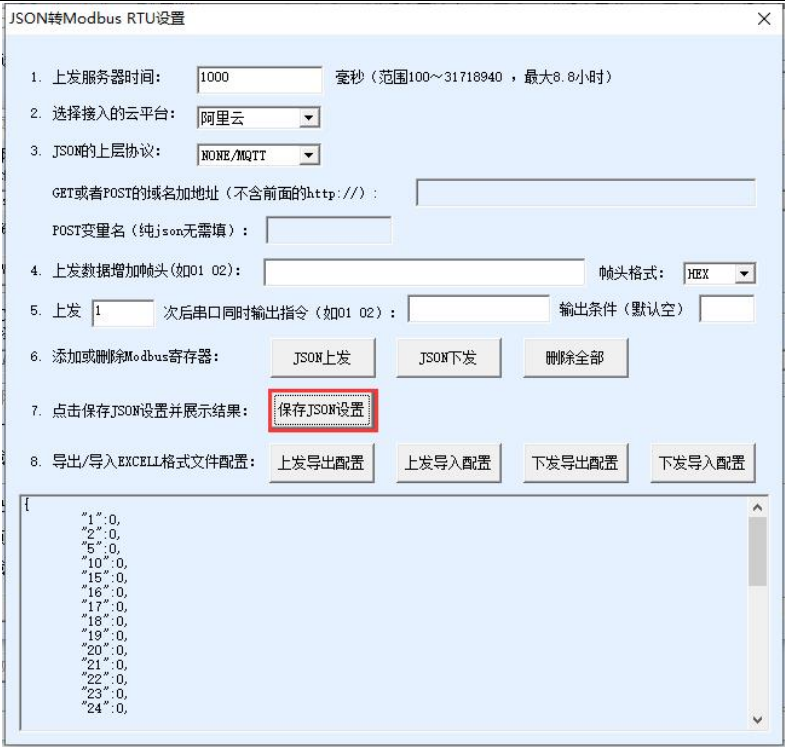 JSON转Modbus RTU设置
1. 上发服务器时间： 1000 毫秒（范围100～31718940 ，最大8.8小时）
2. 选择接入的云平台： 阿里云
3. JSON的上层协议： NONE/MQTT
GET或者POST的域名加地址（不含前面的http://）：
POST变量名（纯json无需填）：
4. 上发数据增加帧头(如01 02)： 帧头格式： HEX
5. 上发 1 次后串口同时输出指令（如01 02）： 输出条件（默认空）
6. 添加或删除Modbus寄存器： JSON上发 JSON下发 删除全部
7. 点击保存JSON设置并展示结果： 保存JSON设置
8. 导出/导入EXCELL格式文件配置： 上发导出配置 上发导入配置 下发导出配置 下发导入配置
{
"1":0,
"2":0,
"5":0,
"10":0,
"15":0,
"16":0,
"17":0,
"18":0,
"19":0,
"20":0,
"21":0,
"22":0,
"23":0,
"24":0,